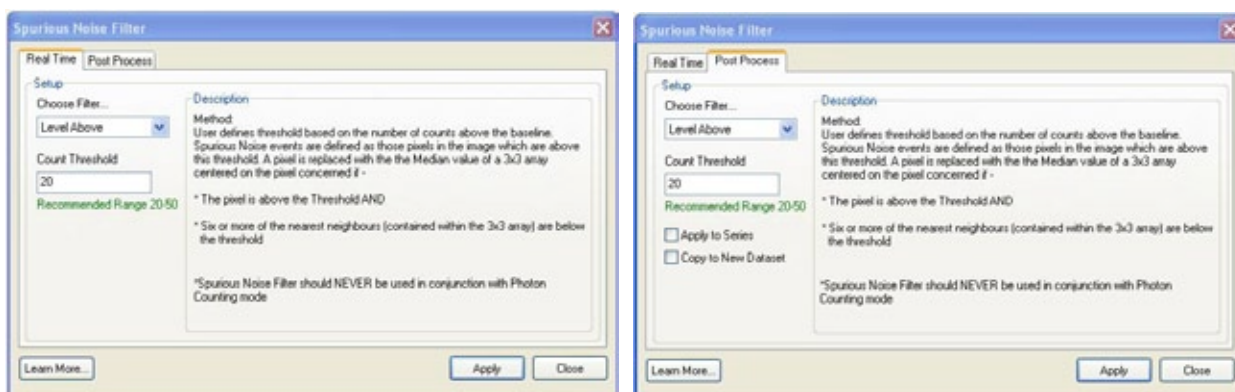 Spurious Noise Filter
Real Time Post Process
Setup
Choose Filter...
Level Above
Count Threshold
20
Recommended Range 20-50
Description
Method:
User defines threshold based on the number of counts above the baseline.
Spurious Noise events are defined as those pixels in the image which are above
this threshold. A pixel is replaced with the the Median value of a 3x3 array
centered on the pixel concerned if -
* The pixel is above the Threshold AND
* Six or more of the nearest neighbours (contained within the 3x3 array) are below
the threshold
*Spurious Noise Filter should NEVER be used in conjunction with Photon
Counting mode
Learn More... Apply Close
Spurious Noise Filter
Real Time Post Process
Setup
Choose Filter...
Level Above
Count Threshold
20
Recommended Range 20-50
Apply to Series
Copy to New Dataset
Description
Method:
User defines threshold based on the number of counts above the baseline.
Spurious Noise events are defined as those pixels in the image which are above
this threshold. A pixel is replaced with the the Median value of a 3x3 array
centered on the pixel concerned if -
* The pixel is above the Threshold AND
* Six or more of the nearest neighbours (contained within the 3x3 array) are below
the threshold
*Spurious Noise Filter should NEVER be used in conjunction with Photon
Counting mode
Learn More... Apply Close